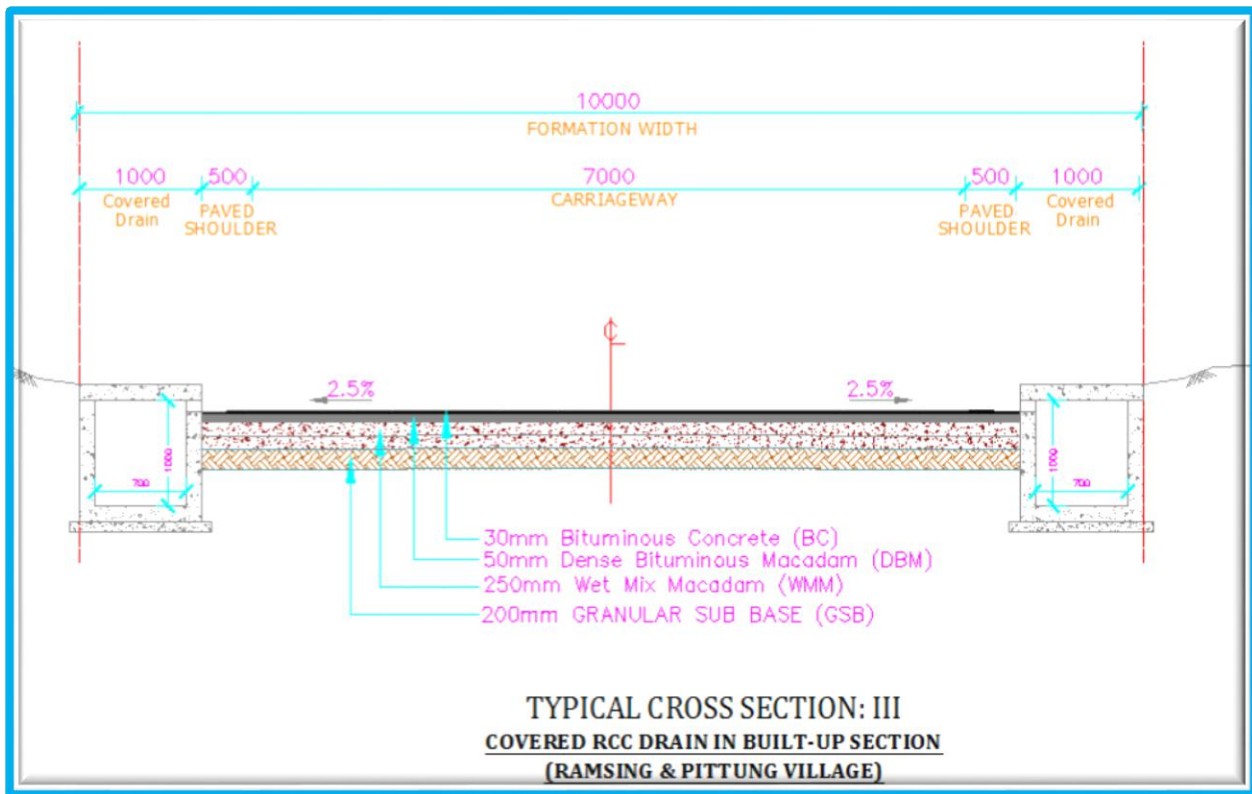 10000
FORMATION WIDTH
1000 500 7000 500 1000
Covered
Drain
PAVED
SHOULDER
CARRIAGEWAY
PAVED
SHOULDER
Covered
Drain
℄
2.5% 2.5%
1000
700
1000
700
30mm Bituminous Concrete (BC)
50mm Dense Bituminous Macadam (DBM)
250mm Wet Mix Macadam (WMM)
200mm GRANULAR SUB BASE (GSB)
TYPICAL CROSS SECTION: III
COVERED RCC DRAIN IN BUILT-UP SECTION
(RAMSING & PITTUNG VILLAGE)